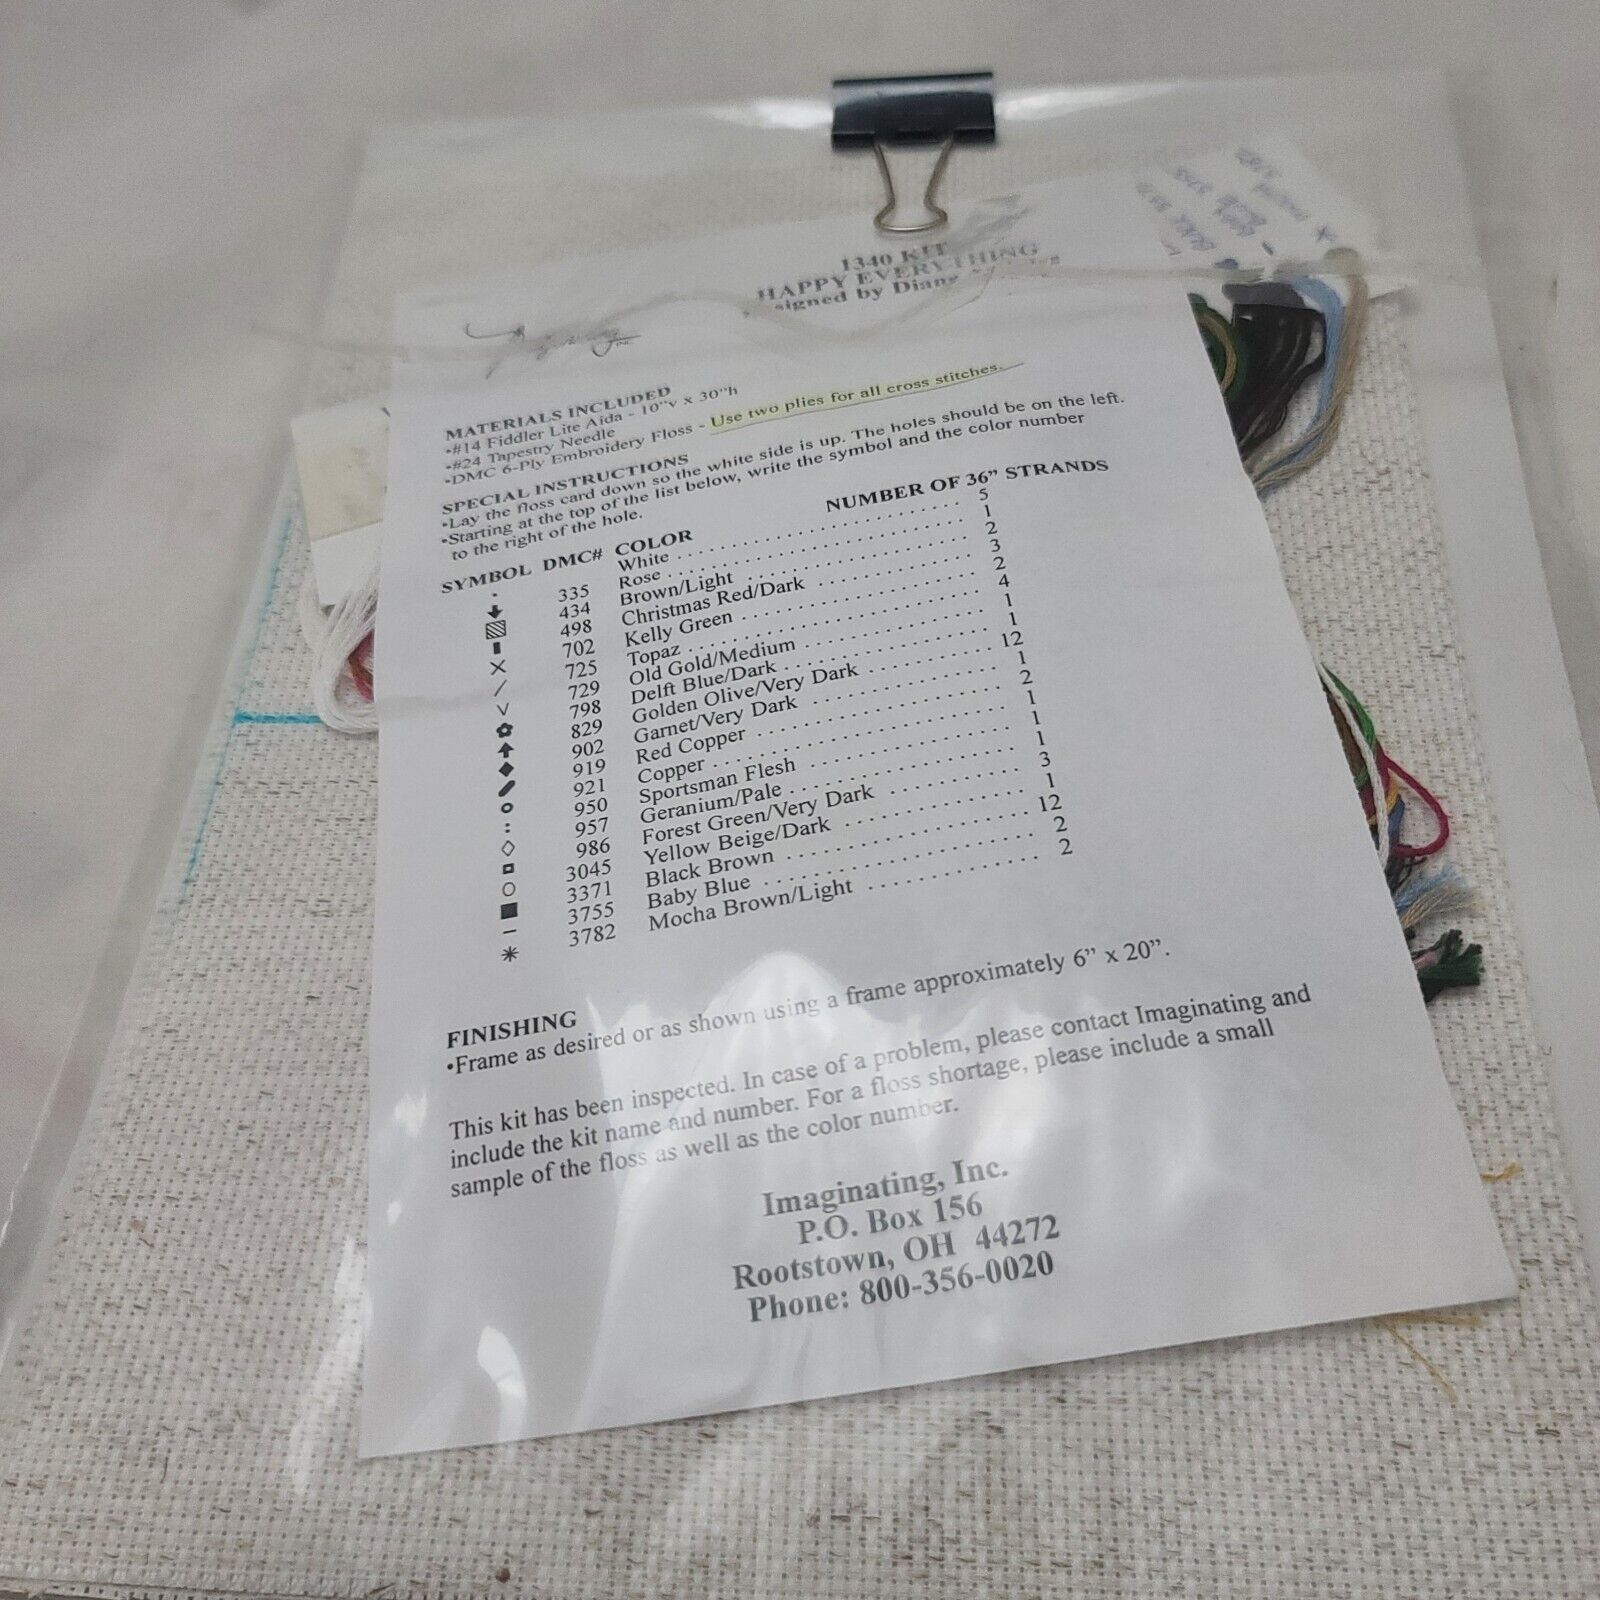 1340 KIT
HAPPY EVERYTHING
signed by Diane
INC.
MATERIALS INCLUDED
•#14 Fiddler Lite Aida - 10"v x 30"h
•#24 Tapestry Needle
•DMC 6-Ply Embroidery Floss - Use two plies for all cross stitches.
SPECIAL INSTRUCTIONS
•Lay the floss card down so the white side is up. The holes should be on the left.
•Starting at the top of the list below, write the symbol and the color number
to the right of the hole.
SYMBOL DMC# COLOR NUMBER OF 36" STRANDS
White 5
335 Rose 1
434 Brown/Light 2
498 Christmas Red/Dark 3
702 Kelly Green 2
725 Topaz 4
729 Old Gold/Medium 1
798 Delft Blue/Dark 1
829 Golden Olive/Very Dark 12
902 Garnet/Very Dark 1
919 Red Copper 2
921 Copper 1
950 Sportsman Flesh 1
957 Geranium/Pale 1
986 Forest Green/Very Dark 3
3045 Yellow Beige/Dark 1
3371 Black Brown 12
3755 Baby Blue 2
3782 Mocha Brown/Light 2
FINISHING
•Frame as desired or as shown using a frame approximately 6" x 20".
This kit has been inspected. In case of a problem, please contact Imaginating and
include the kit name and number. For a floss shortage, please include a small
sample of the floss as well as the color number.
Imaginating, Inc.
P.O. Box 156
Rootstown, OH 44272
Phone: 800-356-0020